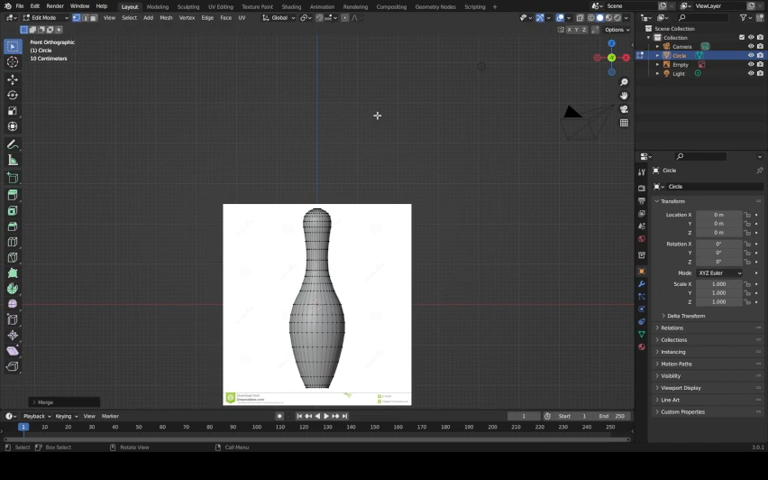 File Edit Render Window Help Layout Modeling Sculpting UV Editing Texture Paint Shading Animation Rendering Compositing Geometry Nodes Scripting Scene ViewLayer
Edit Mode View Select Add Mesh Vertex Edge Face UV Global
X Y Z Options
Front Orthographic
(1) Circle
10 Centimeters
Merge
Scene Collection
Collection
Camera
Circle
Empty
Light
Circle
Circle
Transform
Location X 0 m
Y 0 m
Z 0 m
Rotation X 0°
Y 0°
Z 0°
Mode XYZ Euler
Scale X 1.000
Y 1.000
Z 1.000
Delta Transform
Relations
Collections
Instancing
Motion Paths
Visibility
Viewport Display
Line Art
Custom Properties
Playback Keying View Marker 1 Start 1 End 250
1 10 20 30 40 50 60 70 80 90 100 110 120 130 140 150 160 170 180 190 200 210 220 230 240 250
Select Box Select Rotate View Call Menu 3.0.1